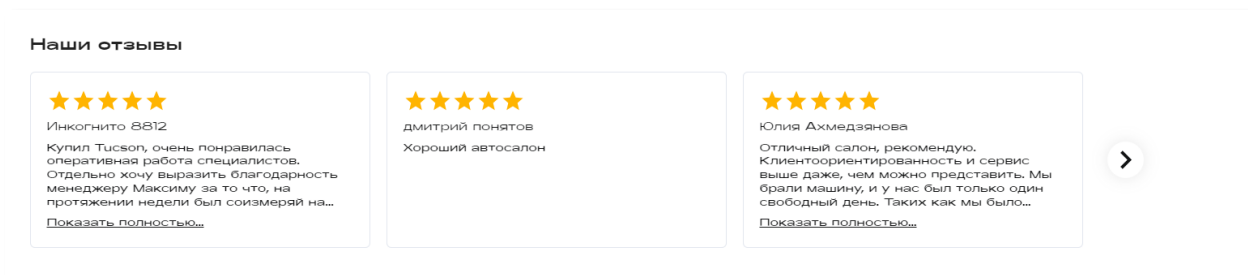 Наши отзывы
Инкогнито 8812
Купил Tucson, очень понравилась
оперативная работа специалистов.
Отдельно хочу выразить благодарность
менеджеру Максиму за то что, на
протяжении недели был соизмеряй на...
Показать полностью...
дмитрий понятов
Хороший автосалон
Юлия Ахмедзянова
Отличный салон, рекомендую.
Клиентоориентированность и сервис
выше даже, чем можно представить. Мы
брали машину, и у нас был только один
свободный день. Таких как мы было...
Показать полностью...